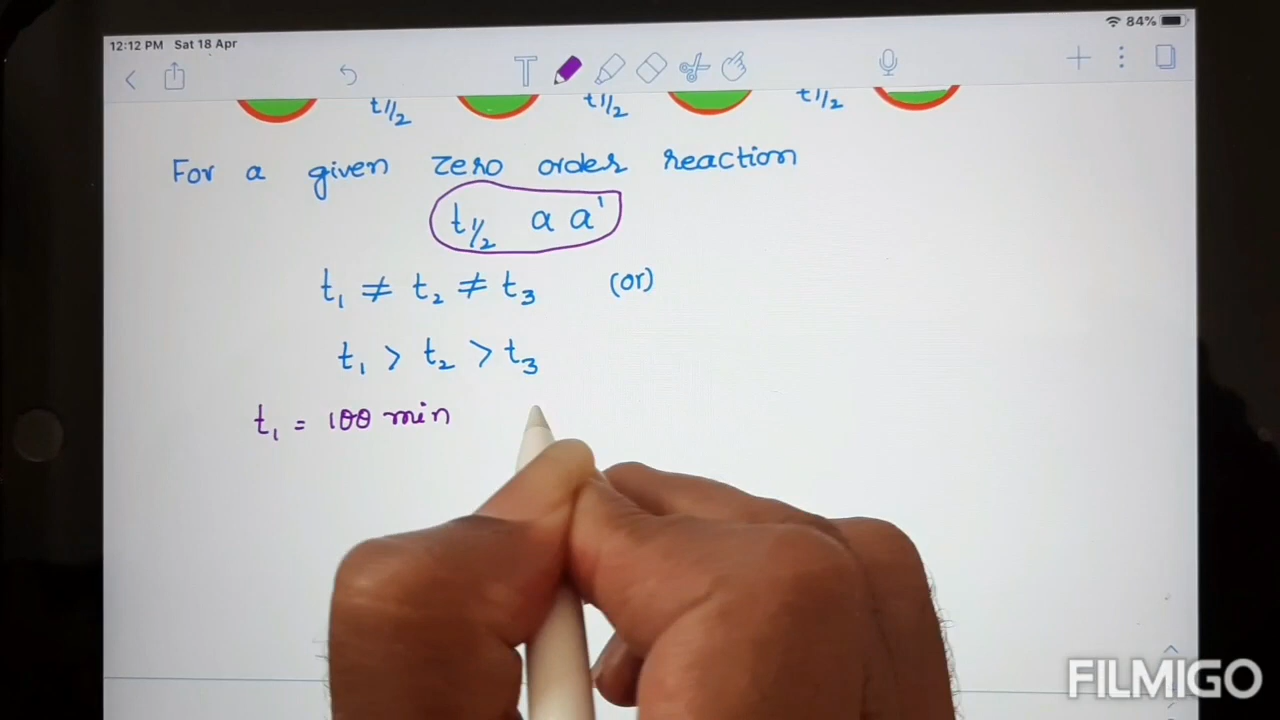 12:12 PM Sat 18 Apr 84%
T
t1/2 t1/2 t1/2
For a given zero order reaction
t1/2 α a¹
t₁ ≠ t₂ ≠ t₃ (or)
t₁ > t₂ > t₃
t₁ = 100 min
FILMIGO